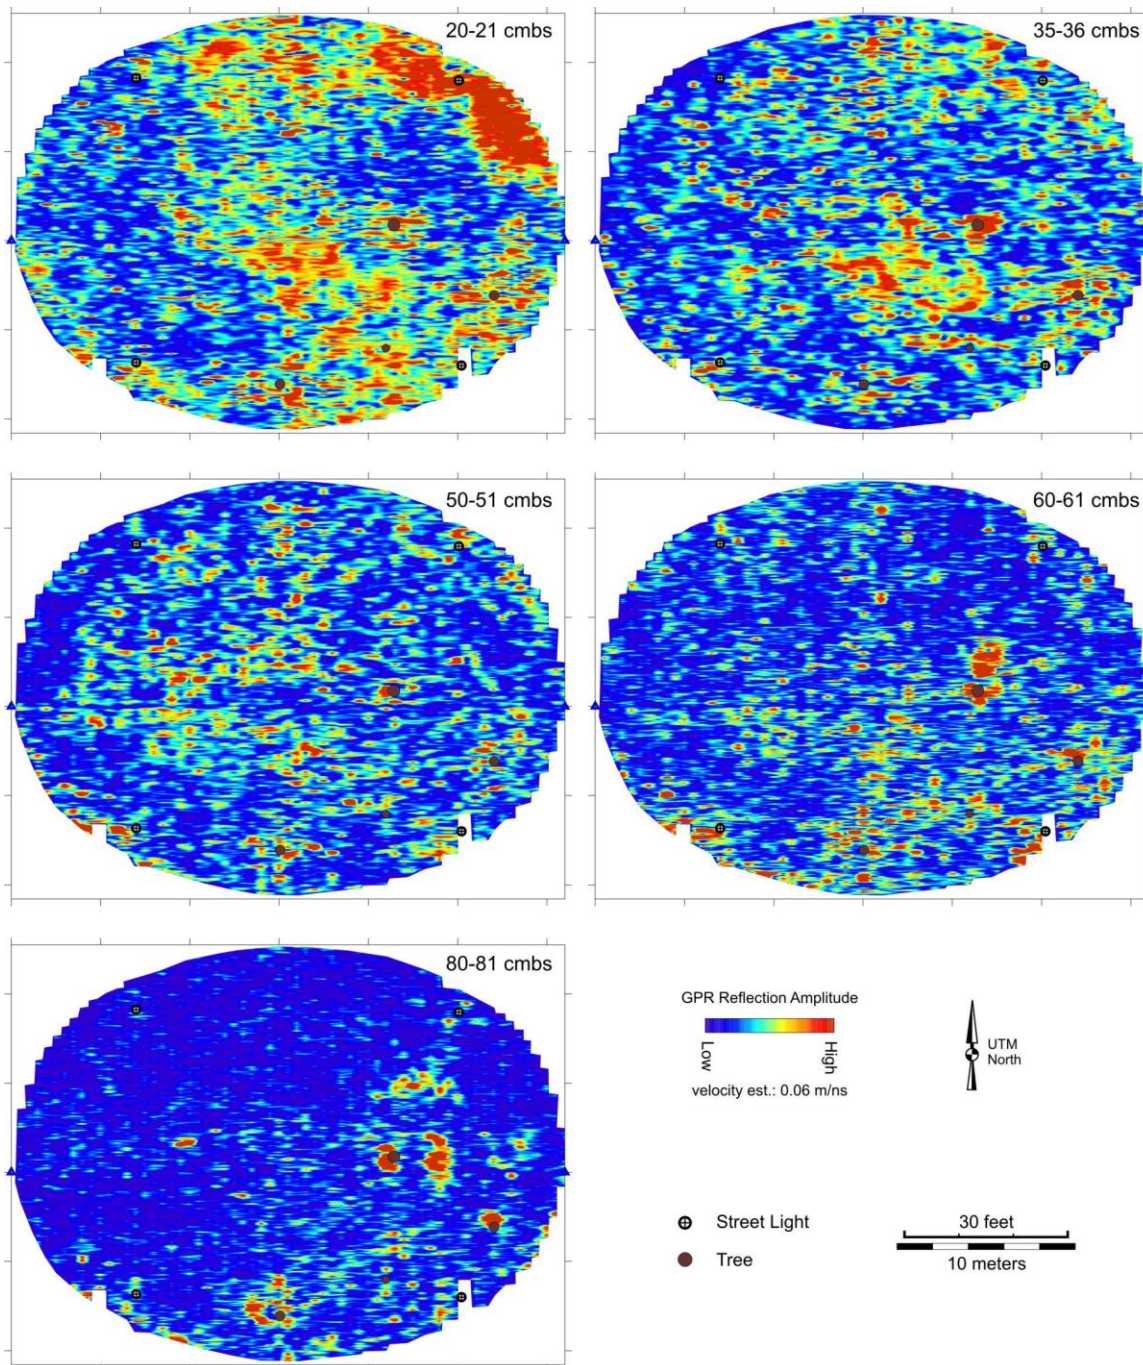 20-21 cmbs
35-36 cmbs
50-51 cmbs
60-61 cmbs
80-81 cmbs
GPR Reflection Amplitude
Low
High
velocity est.: 0.06 m/ns
UTM
North
Street Light
Tree
30 feet
10 meters